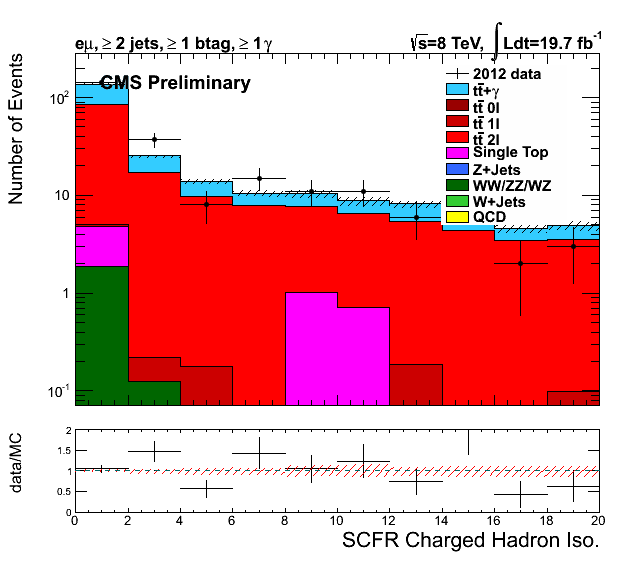 eμ, ≥ 2 jets, ≥ 1 btag, ≥ 1 γ
√s=8 TeV, ∫ Ldt=19.7 fb⁻¹
CMS Preliminary
Number of Events
10²
10
1
10⁻¹
2012 data
tt̄+γ
tt̄ 0l
tt̄ 1l
tt̄ 2l
Single Top
Z+Jets
WW/ZZ/WZ
W+Jets
QCD
data/MC
2
1.5
1
0.5
0
0 2 4 6 8 10 12 14 16 18 20
SCFR Charged Hadron Iso.